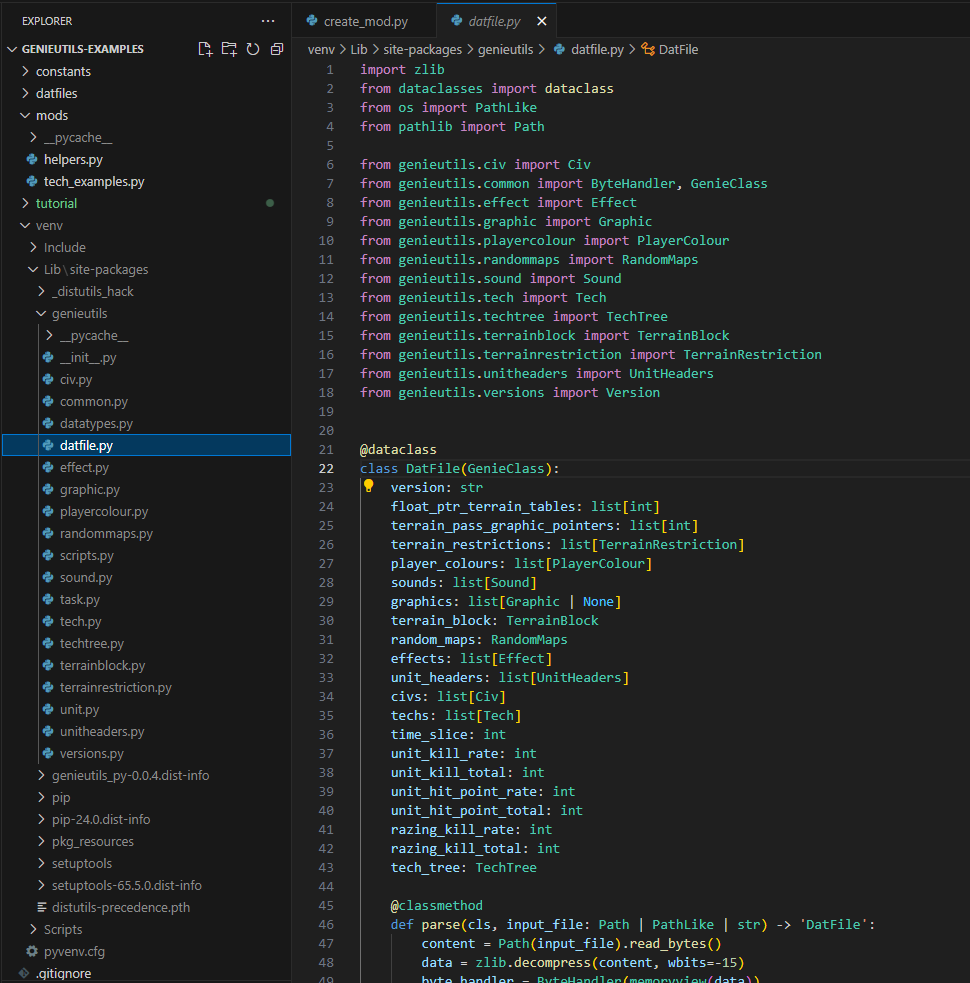 EXPLORER
...
GENIEUTILS-EXAMPLES
constants
datfiles
mods
__pycache__
helpers.py
tech_examples.py
tutorial
venv
Include
Lib\site-packages
_distutils_hack
genieutils
__pycache__
__init__.py
civ.py
common.py
datatypes.py
datfile.py
effect.py
graphic.py
playercolour.py
randommaps.py
scripts.py
sound.py
task.py
tech.py
techtree.py
terrainblock.py
terrainrestriction.py
unit.py
unitheaders.py
versions.py
genieutils_py-0.0.4.dist-info
pip
pip-24.0.dist-info
pkg_resources
setuptools
setuptools-65.5.0.dist-info
distutils-precedence.pth
Scripts
pyvenv.cfg
.gitignore
create_mod.py
datfile.py
venv > Lib > site-packages > genieutils > datfile.py > DatFile
1 import zlib
2 from dataclasses import dataclass
3 from os import PathLike
4 from pathlib import Path
5
6 from genieutils.civ import Civ
7 from genieutils.common import ByteHandler, GenieClass
8 from genieutils.effect import Effect
9 from genieutils.graphic import Graphic
10 from genieutils.playercolour import PlayerColour
11 from genieutils.randommaps import RandomMaps
12 from genieutils.sound import Sound
13 from genieutils.tech import Tech
14 from genieutils.techtree import TechTree
15 from genieutils.terrainblock import TerrainBlock
16 from genieutils.terrainrestriction import TerrainRestriction
17 from genieutils.unitheaders import UnitHeaders
18 from genieutils.versions import Version
19
20
21 @dataclass
22 class DatFile(GenieClass):
23     version: str
24     float_ptr_terrain_tables: list[int]
25     terrain_pass_graphic_pointers: list[int]
26     terrain_restrictions: list[TerrainRestriction]
27     player_colours: list[PlayerColour]
28     sounds: list[Sound]
29     graphics: list[Graphic | None]
30     terrain_block: TerrainBlock
31     random_maps: RandomMaps
32     effects: list[Effect]
33     unit_headers: list[UnitHeaders]
34     civs: list[Civ]
35     techs: list[Tech]
36     time_slice: int
37     unit_kill_rate: int
38     unit_kill_total: int
39     unit_hit_point_rate: int
40     unit_hit_point_total: int
41     razing_kill_rate: int
42     razing_kill_total: int
43     tech_tree: TechTree
44
45     @classmethod
46     def parse(cls, input_file: Path | PathLike | str) -> 'DatFile':
47         content = Path(input_file).read_bytes()
48         data = zlib.decompress(content, wbits=-15)
49         byte_handler = ByteHandler(memoryview(data))